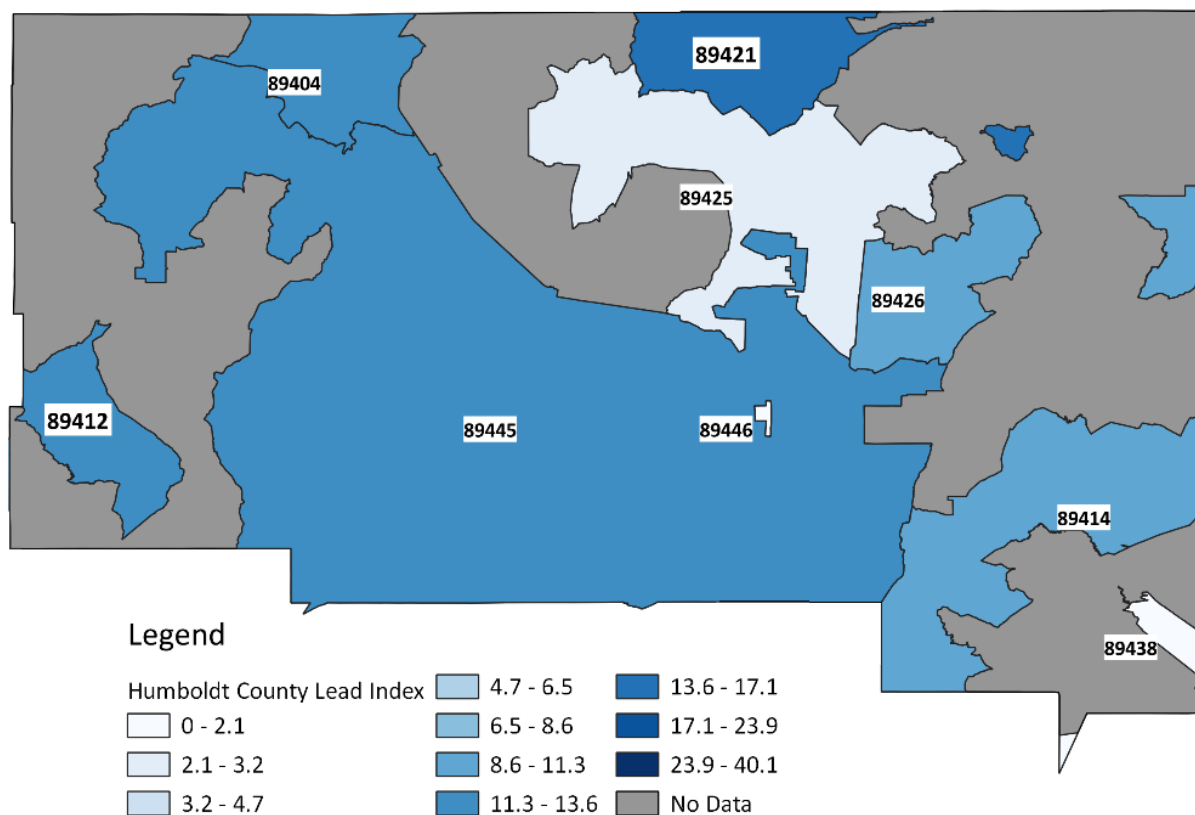 89421
89404
89425
89426
89412
89445
89446
89414
89438
Legend
Humboldt County Lead Index
0 - 2.1
2.1 - 3.2
3.2 - 4.7
4.7 - 6.5
6.5 - 8.6
8.6 - 11.3
11.3 - 13.6
13.6 - 17.1
17.1 - 23.9
23.9 - 40.1
No Data